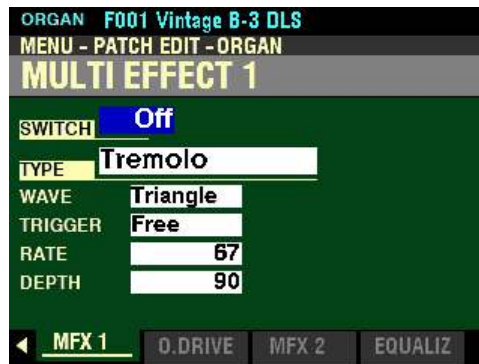 ORGAN F001 Vintage B-3 DLS
MENU - PATCH EDIT - ORGAN
MULTI EFFECT 1
SWITCH Off
TYPE Tremolo
WAVE Triangle
TRIGGER Free
RATE 67
DEPTH 90
MFX 1 O.DRIVE MFX 2 EQUALIZ